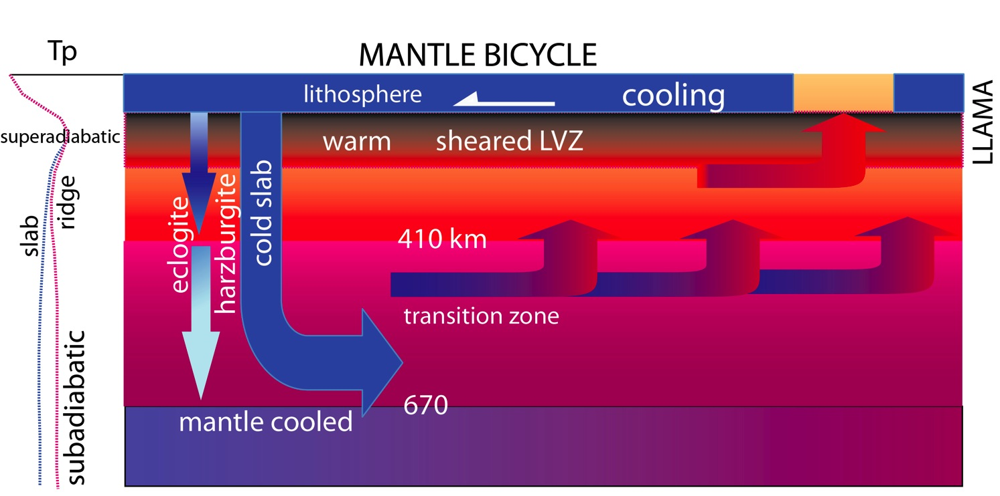 Tp
MANTLE BICYCLE
lithosphere
cooling
LLAMA
superadiabatic
warm
sheared LVZ
ridge
slab
eclogite
harzburgite
cold slab
410 km
transition zone
subadiabatic
670
mantle cooled